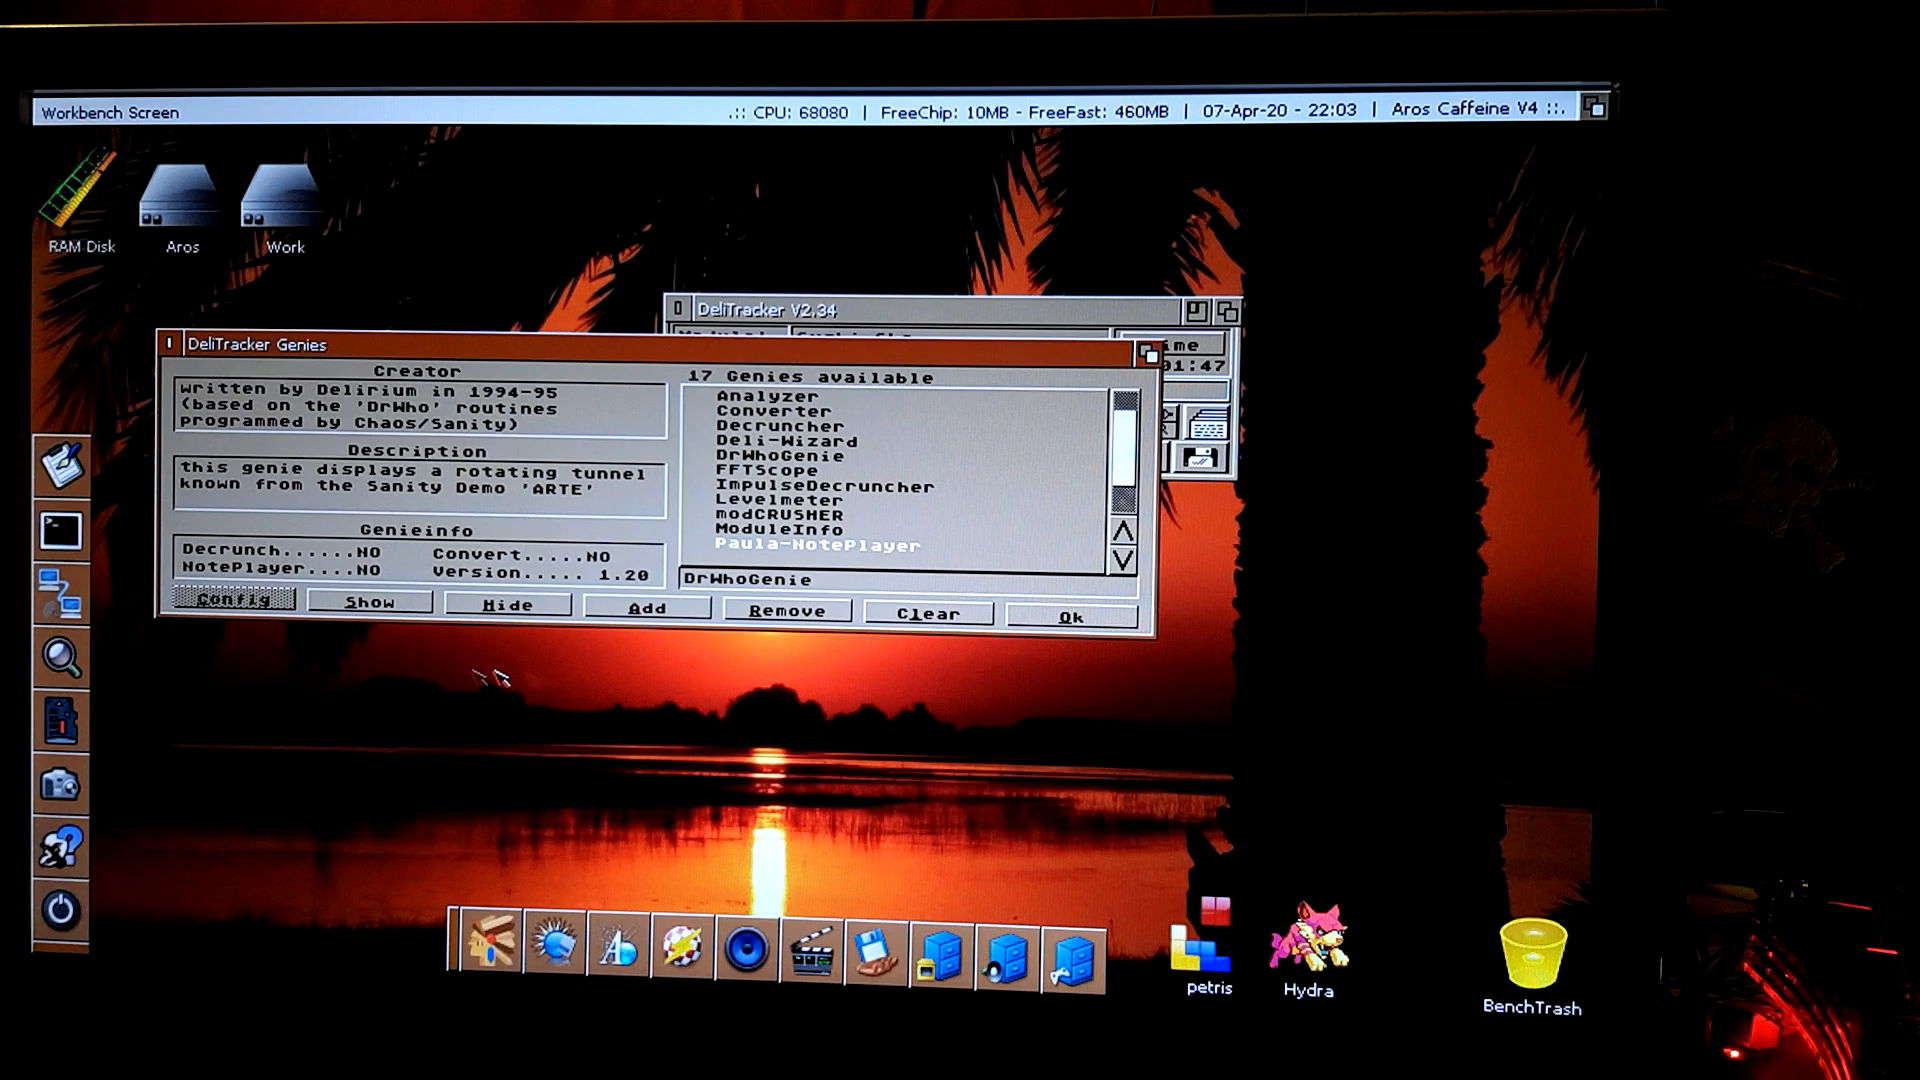 Workbench Screen
.:: CPU: 68080 | FreeChip: 10MB - FreeFast: 460MB | 07-Apr-20 - 22:03 | Aros Caffeine V4 ::.
RAM Disk
Aros
Work
DeliTracker V2.34
ime
01:47
DeliTracker Genies
Creator
written by Delirium in 1994-95
(based on the 'DrWho' routines
programmed by Chaos/Sanity)
Description
this genie displays a rotating tunnel
known from the Sanity Demo 'ARTE'
Genieinfo
Decrunch......NO Convert.....NO
NotePlayer....NO Version..... 1.20
17 Genies available
Analyzer
Converter
Decruncher
Deli-Wizard
DrWhoGenie
FFTScope
ImpulseDecruncher
Levelmeter
modCRUSHER
ModuleInfo
Paula-NotePlayer
DrWhoGenie
Config Show Hide Add Remove Clear Ok
petris
Hydra
BenchTrash